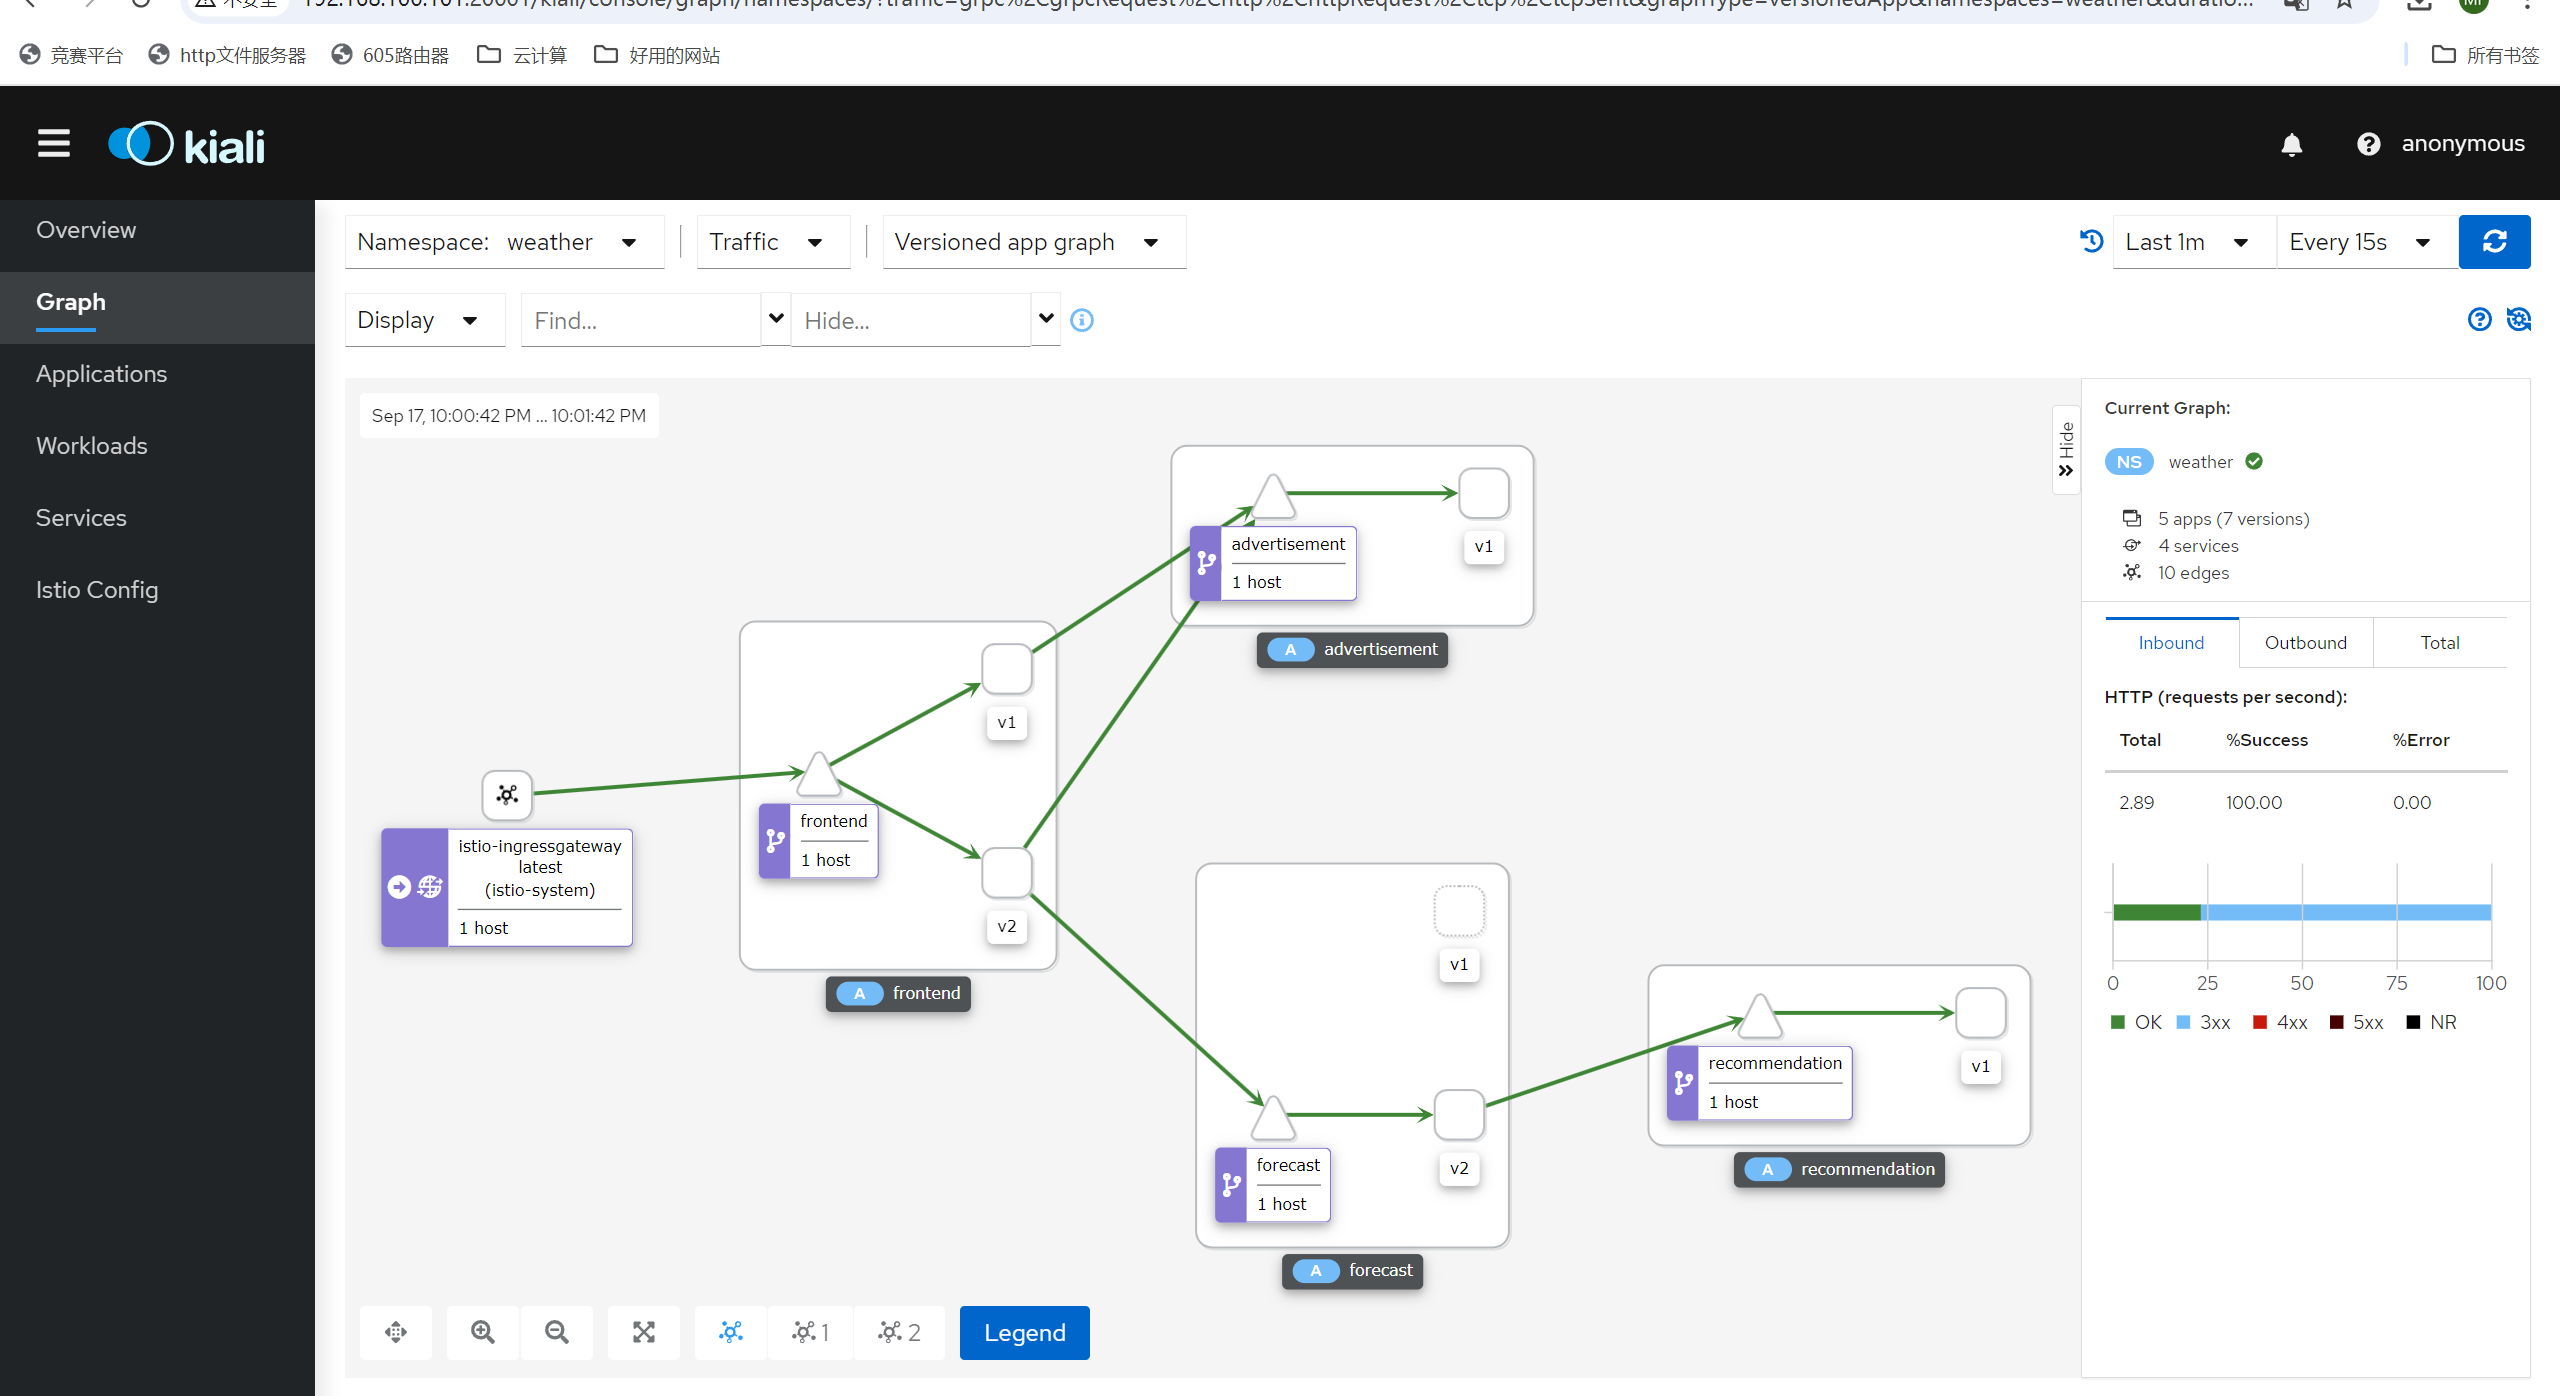 不安全
192.168.100.101:20001/kiali/console/graph/namespaces/?traffic=grpc%2CgrpcRequest%2Chttp%2ChttpRequest%2Ctcp%2CtcpSent&graphType=versionedApp&namespaces=weather&duratio...
竞赛平台
http文件服务器
605路由器
云计算
好用的网站
所有书签
kiali
anonymous
Overview
Graph
Applications
Workloads
Services
Istio Config
Namespace: weather
Traffic
Versioned app graph
Last 1m
Every 15s
Display
Find...
Hide...
Sep 17, 10:00:42 PM ... 10:01:42 PM
Hide
advertisement
1 host
v1
A advertisement
v1
frontend
1 host
v2
A frontend
istio-ingressgateway
latest
(istio-system)
1 host
v1
forecast
1 host
v2
A forecast
recommendation
1 host
v1
A recommendation
1
2
Legend
Current Graph:
NS weather
5 apps (7 versions)
4 services
10 edges
Inbound
Outbound
Total
HTTP (requests per second):
Total %Success %Error
2.89 100.00 0.00
0 25 50 75 100
OK 3xx 4xx 5xx NR